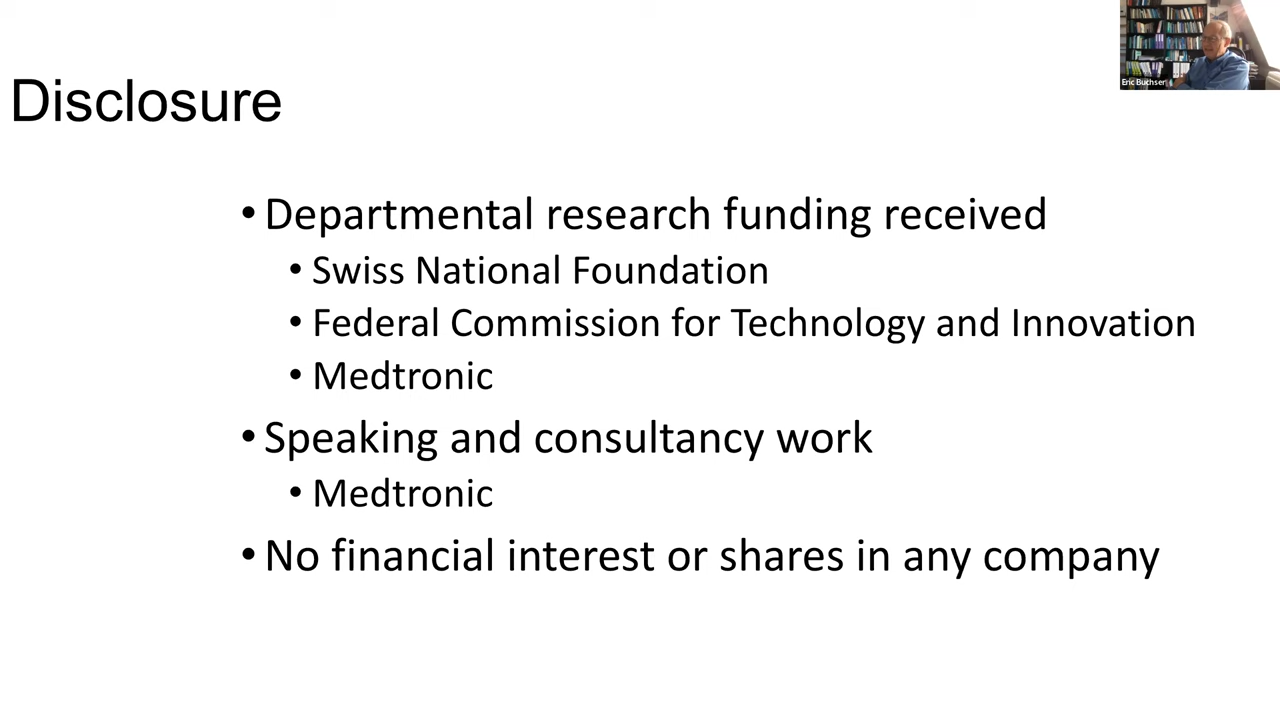 Eric Buchser
Disclosure
• Departmental research funding received
• Swiss National Foundation
• Federal Commission for Technology and Innovation
• Medtronic
• Speaking and consultancy work
• Medtronic
• No financial interest or shares in any company